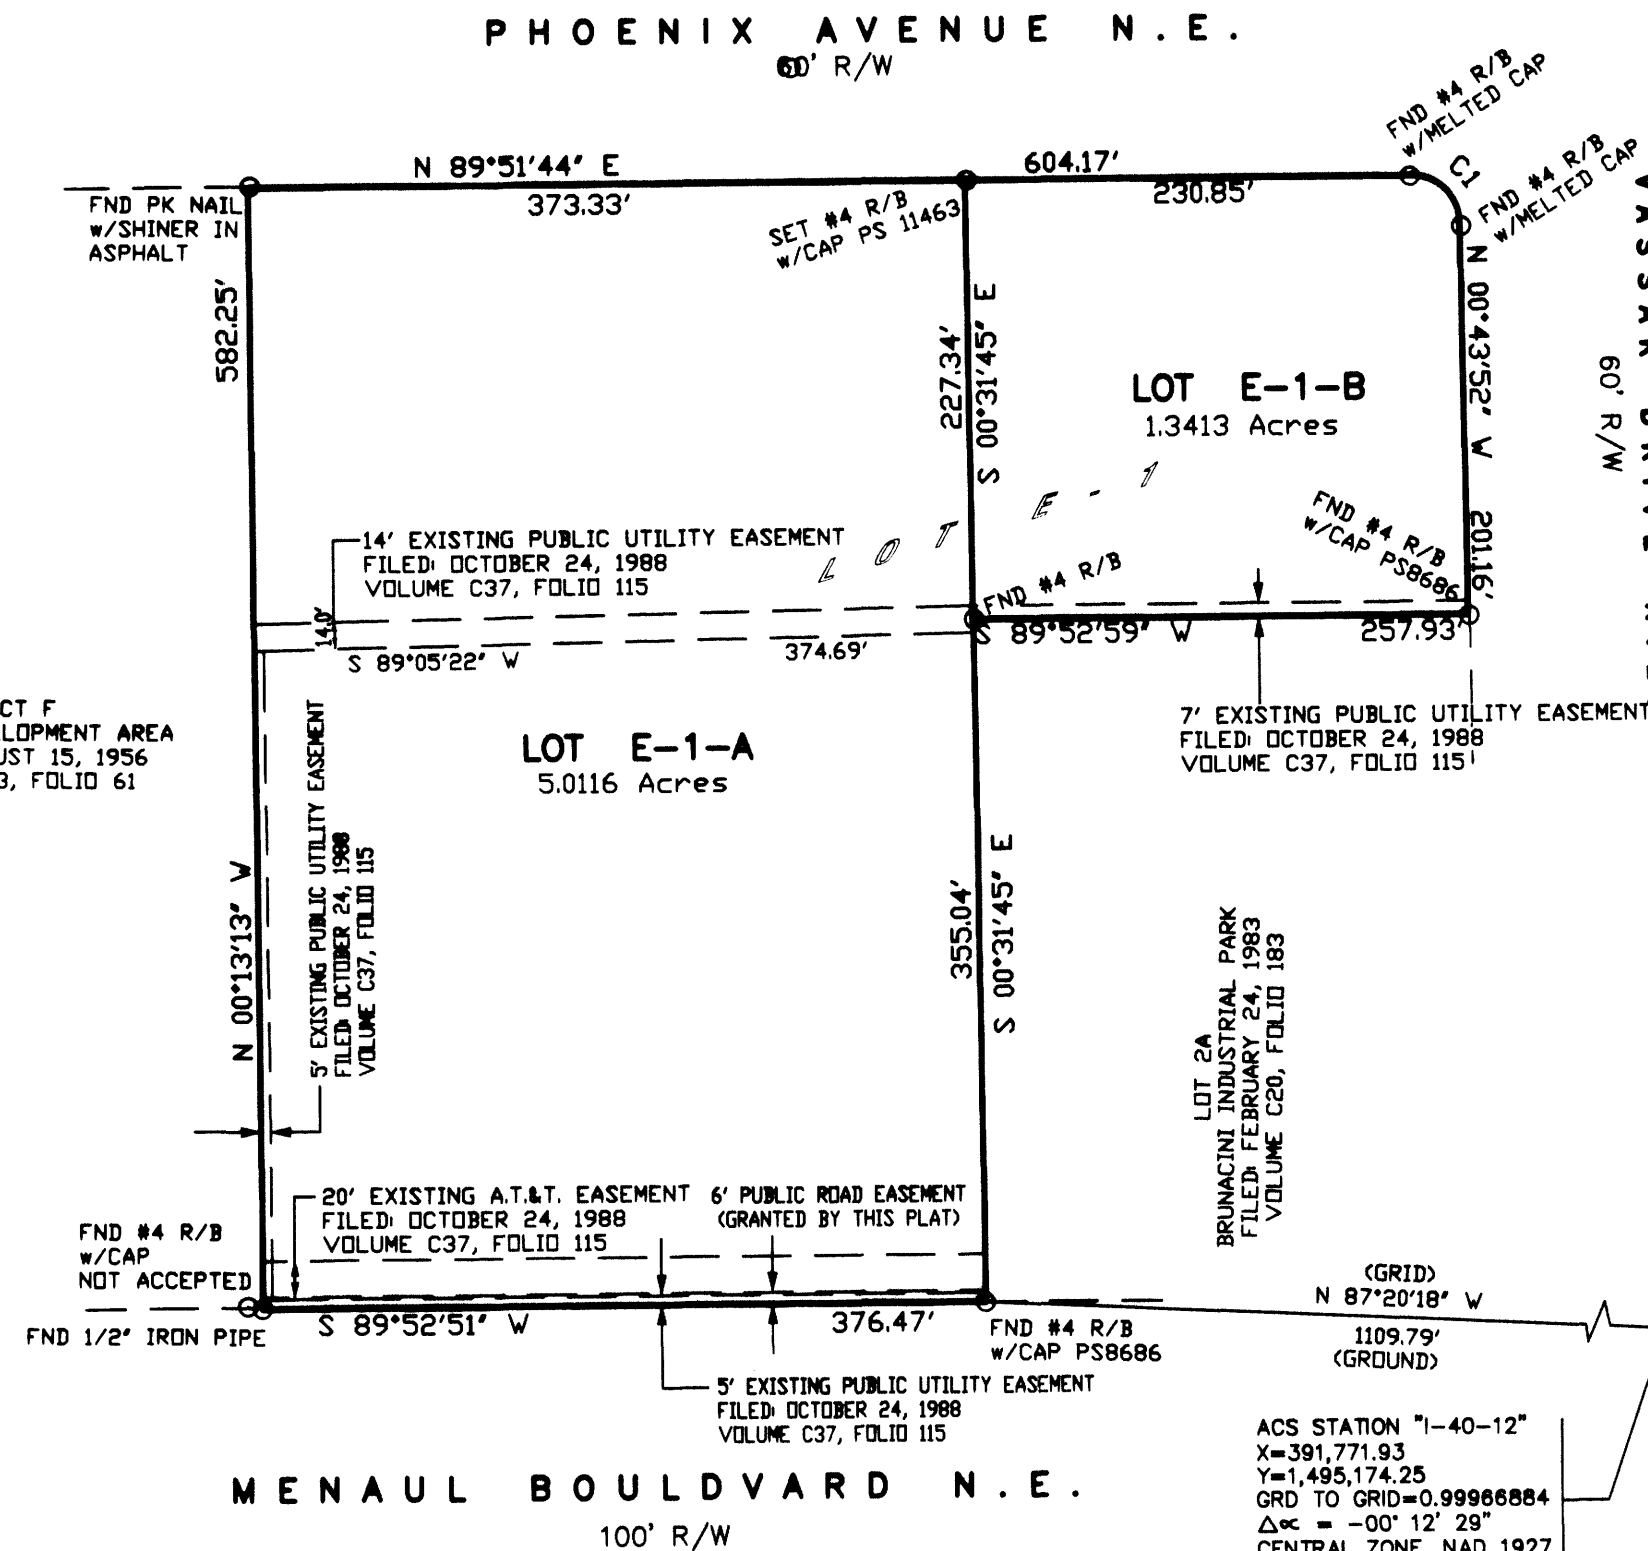 PHOENIX AVENUE N.E.
60' R/W
FND #4 R/B
w/MELTED CAP
C1
FND #4 R/B
w/MELTED CAP
N 89°51'44" E
604.17'
373.33'
230.85'
FND PK NAIL
w/SHINER IN
ASPHALT
SET #4 R/B
w/CAP PS 11463
582.25'
227.34'
S 00°31'45" E
N 00°43'52" W
201.16'
60' R/W
LOT E-1-B
1.3413 Acres
LOT E-1
FND #4 R/B
w/CAP PS8686
14' EXISTING PUBLIC UTILITY EASEMENT
FILED: OCTOBER 24, 1988
VOLUME C37, FOLIO 115
FND #4 R/B
14.0'
S 89°05'22" W
374.69'
S 89°52'59" W
257.93'
7' EXISTING PUBLIC UTILITY EASEMENT
FILED: OCTOBER 24, 1988
VOLUME C37, FOLIO 115
CT F
LOPMENT AREA
UST 15, 1956
3, FOLIO 61
LOT E-1-A
5.0116 Acres
5' EXISTING PUBLIC UTILITY EASEMENT
FILED: OCTOBER 24, 1988
VOLUME C37, FOLIO 115
N 00°13'13" W
355.04'
S 00°31'45" E
LOT 2A
BRUNACINI INDUSTRIAL PARK
FILED: FEBRUARY 24, 1983
VOLUME C20, FOLIO 183
20' EXISTING A.T.&T. EASEMENT
FILED: OCTOBER 24, 1988
VOLUME C37, FOLIO 115
6' PUBLIC ROAD EASEMENT
(GRANTED BY THIS PLAT)
FND #4 R/B
w/CAP
NOT ACCEPTED
FND 1/2" IRON PIPE
S 89°52'51" W
376.47'
FND #4 R/B
w/CAP PS8686
(GRID)
N 87°20'18" W
1109.79'
(GROUND)
5' EXISTING PUBLIC UTILITY EASEMENT
FILED: OCTOBER 24, 1988
VOLUME C37, FOLIO 115
MENAUL BOULDVARD N.E.
100' R/W
ACS STATION "I-40-12"
X=391,771.93
Y=1,495,174.25
GRD TO GRID=0.99966884
Δ∝ = -00° 12' 29"
CENTRAL ZONE, NAD 1927